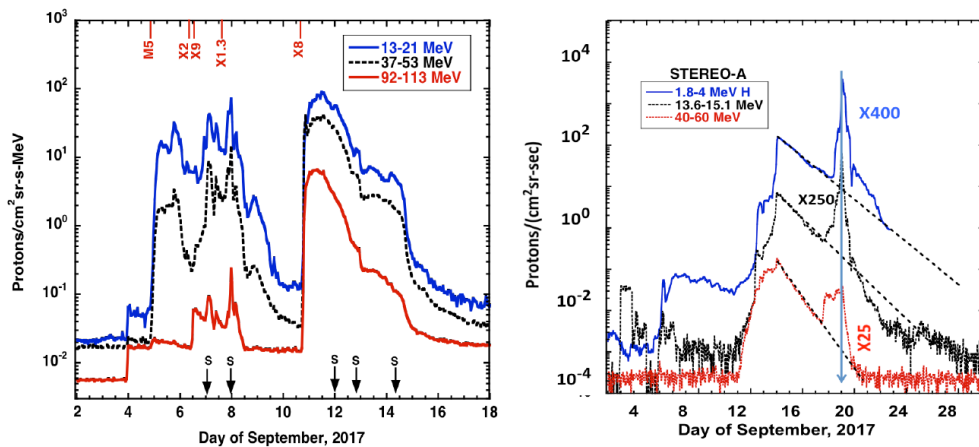 M5
X2
X9
X1.3
X8
13-21 MeV
37-53 MeV
92-113 MeV
10³
10²
10¹
10⁰
10⁻¹
10⁻²
Protons/cm²sr-s-MeV
S S S S S
2 4 6 8 10 12 14 16 18
Day of September, 2017
STEREO-A
1.8-4 MeV H
13.6-15.1 MeV
40-60 MeV
X400
X250
X25
10⁴
10²
10⁰
10⁻²
10⁻⁴
Protons/(cm²sr-sec)
4 8 12 16 20 24 28
Day of September, 2017